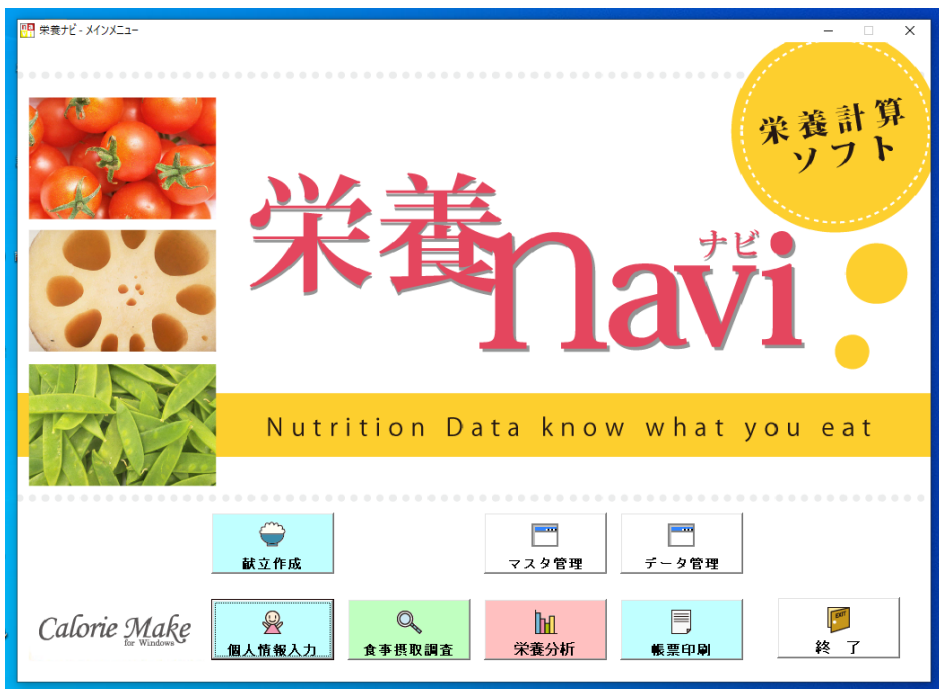 栄養ナビ - メインメニュー
栄養計算
ソフト
栄養navi
ナビ
Nutrition Data know what you eat
献立作成
マスタ管理
データ管理
Calorie Make
for Windows
個人情報入力
食事摂取調査
栄養分析
帳票印刷
EXIT
終 了